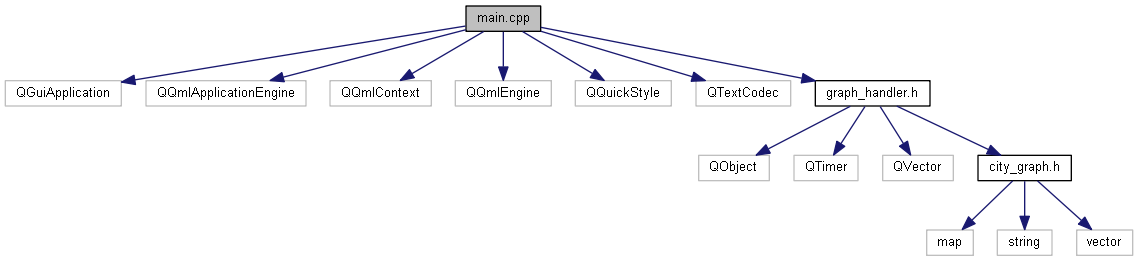 main.cpp
QGuiApplication
QQmlApplicationEngine
QQmlContext
QQmlEngine
QQuickStyle
QTextCodec
graph_handler.h
QObject
QTimer
QVector
city_graph.h
map
string
vector